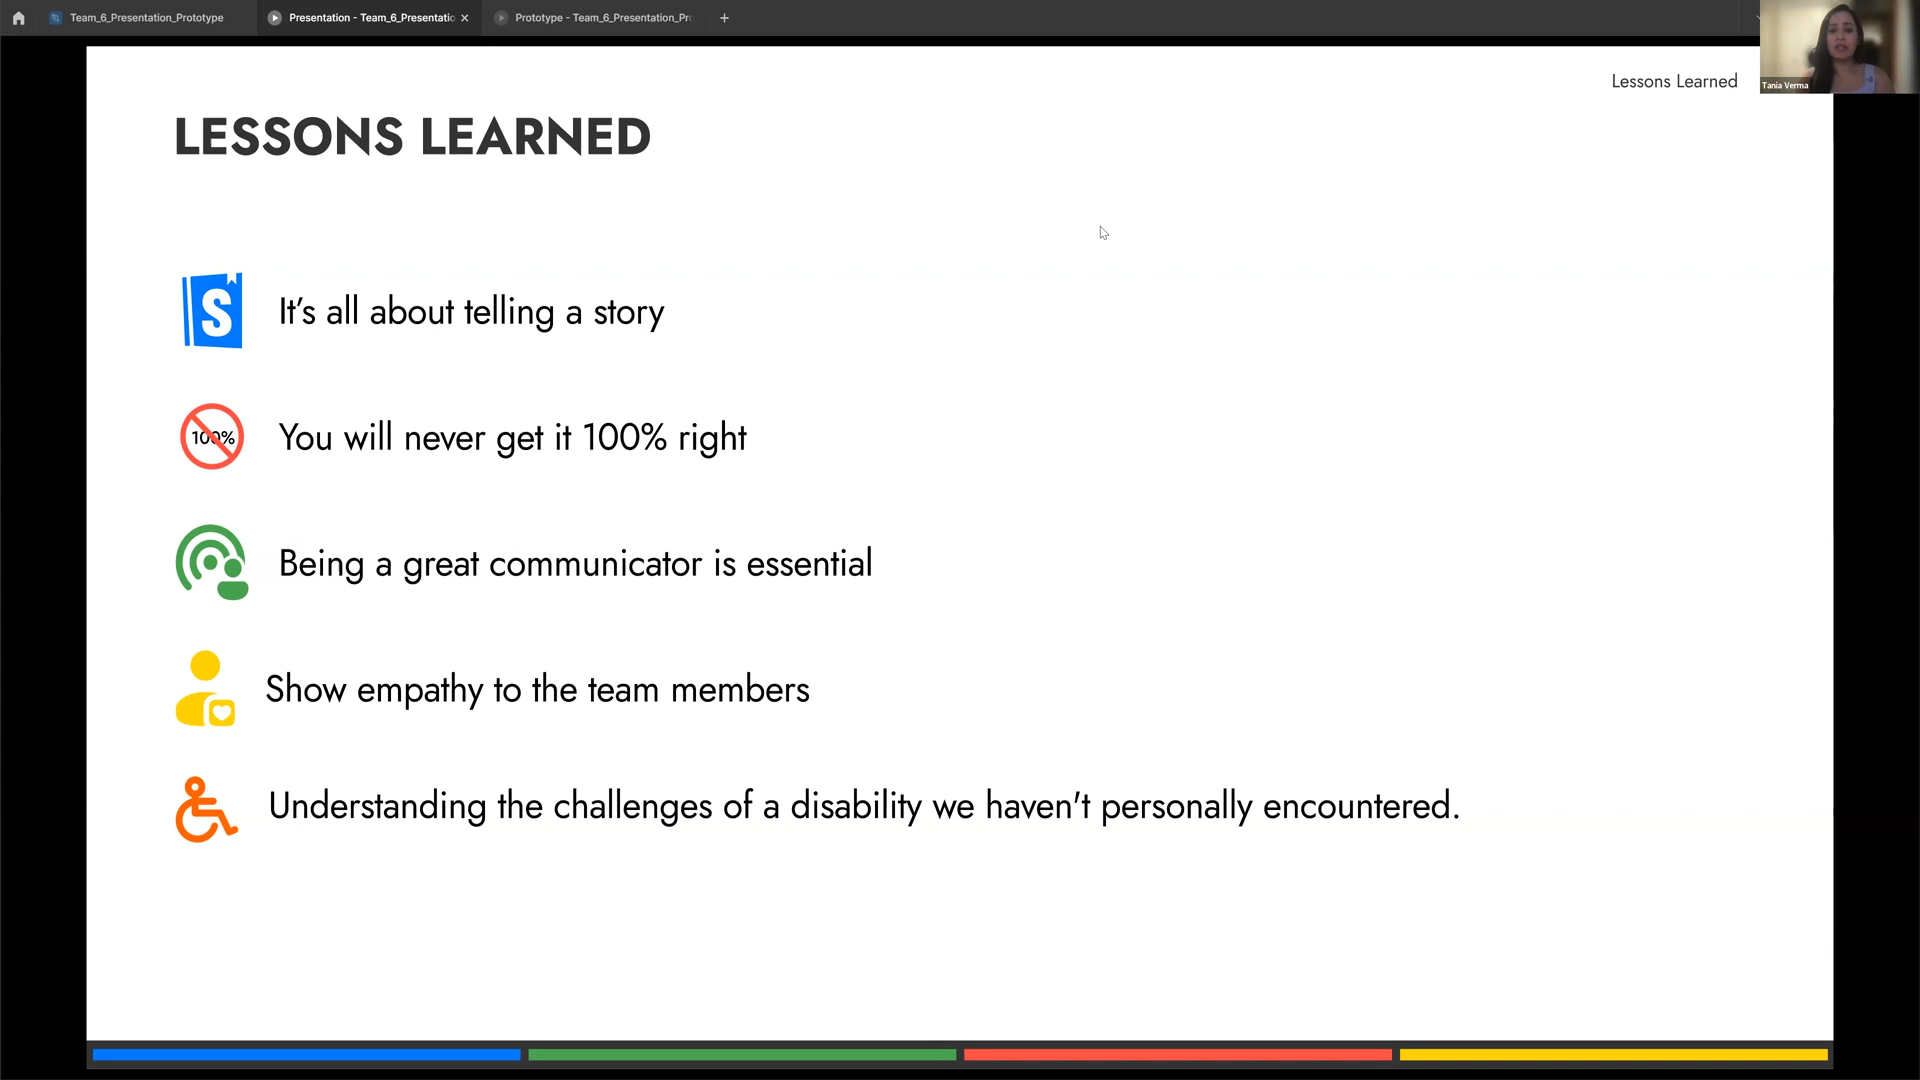 Team_6_Presentation_Prototype
Presentation - Team_6_Presentatio
Prototype - Team_6_Presentation_Pr
Tania Verma
Lessons Learned
LESSONS LEARNED
S
It’s all about telling a story
100%
You will never get it 100% right
Being a great communicator is essential
Show empathy to the team members
Understanding the challenges of a disability we haven't personally encountered.